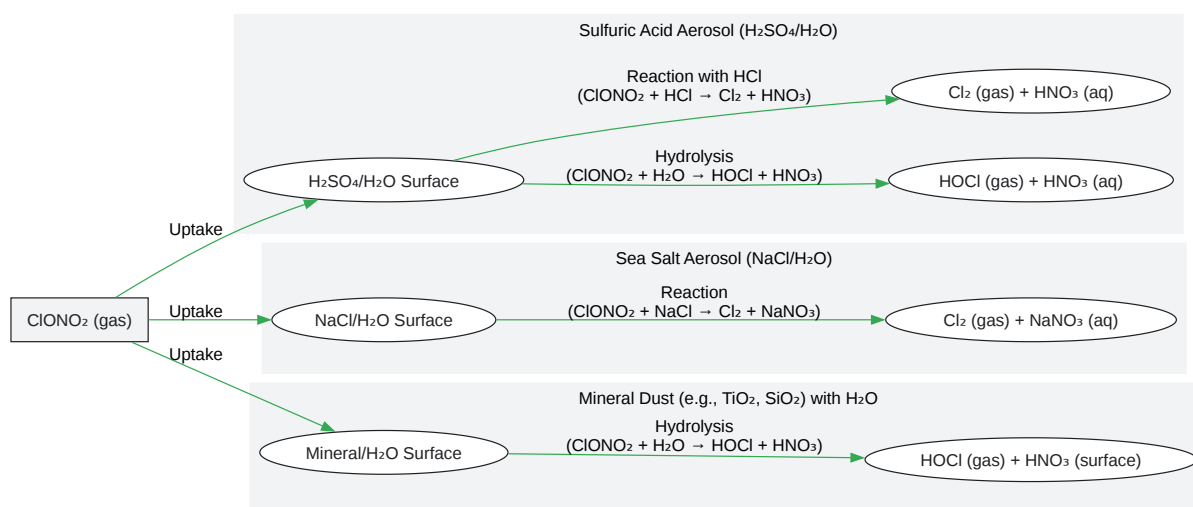 Sulfuric Acid Aerosol (H₂SO₄/H₂O)
Reaction with HCl
(ClONO₂ + HCl → Cl₂ + HNO₃)
Cl₂ (gas) + HNO₃ (aq)
Hydrolysis
(ClONO₂ + H₂O → HOCl + HNO₃)
H₂SO₄/H₂O Surface
HOCl (gas) + HNO₃ (aq)
Uptake
Sea Salt Aerosol (NaCl/H₂O)
Reaction
(ClONO₂ + NaCl → Cl₂ + NaNO₃)
ClONO₂ (gas)
Uptake
NaCl/H₂O Surface
Cl₂ (gas) + NaNO₃ (aq)
Uptake
Mineral Dust (e.g., TiO₂, SiO₂) with H₂O
Hydrolysis
(ClONO₂ + H₂O → HOCl + HNO₃)
Mineral/H₂O Surface
HOCl (gas) + HNO₃ (surface)